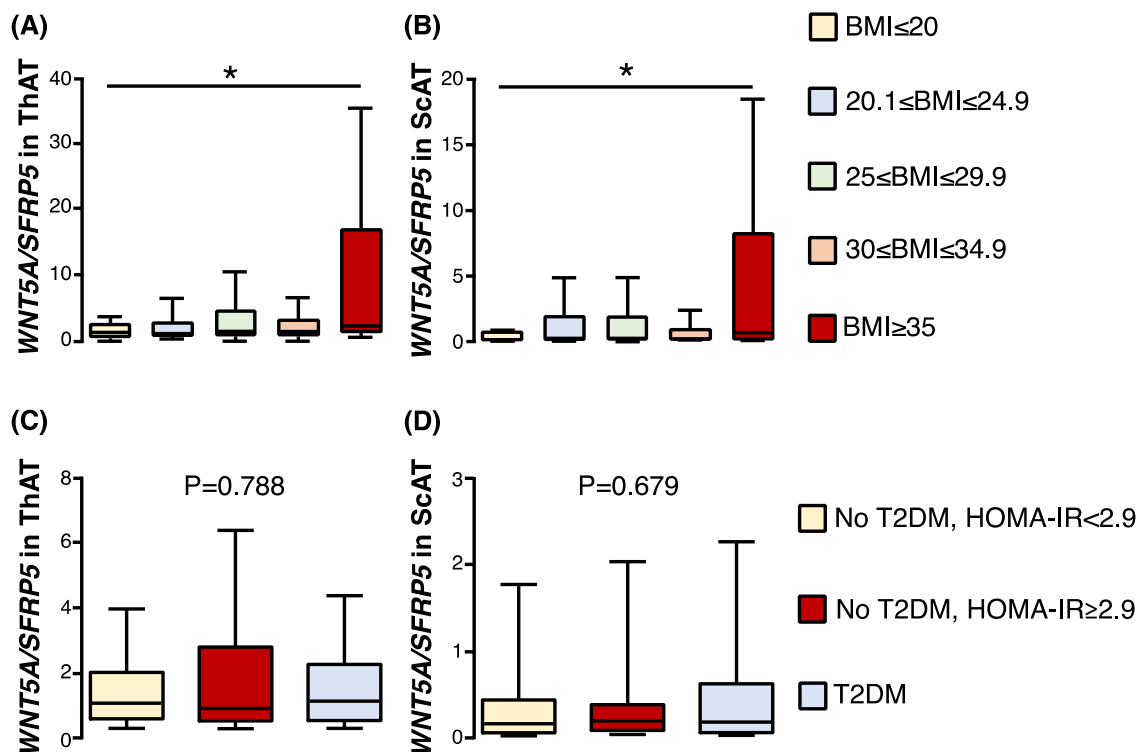 (A)
WNT5A/SFRP5 in ThAT
40
30
20
10
0
*
(B)
WNT5A/SFRP5 in ScAT
20
15
10
5
0
*
BMI≤20
20.1≤BMI≤24.9
25≤BMI≤29.9
30≤BMI≤34.9
BMI≥35
(C)
WNT5A/SFRP5 in ThAT
8
6
4
2
0
P=0.788
(D)
WNT5A/SFRP5 in ScAT
3
2
1
0
P=0.679
No T2DM, HOMA-IR<2.9
No T2DM, HOMA-IR≥2.9
T2DM